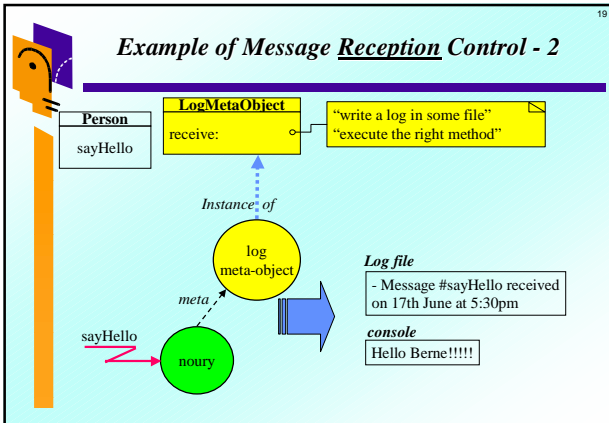 19
Example of Message Reception Control - 2
Person
sayHello
LogMetaObject
receive:
“write a log in some file”
“execute the right method”
Instance of
log
meta-object
meta
sayHello
noury
Log file
- Message #sayHello received
on 17th June at 5:30pm
console
Hello Berne!!!!!